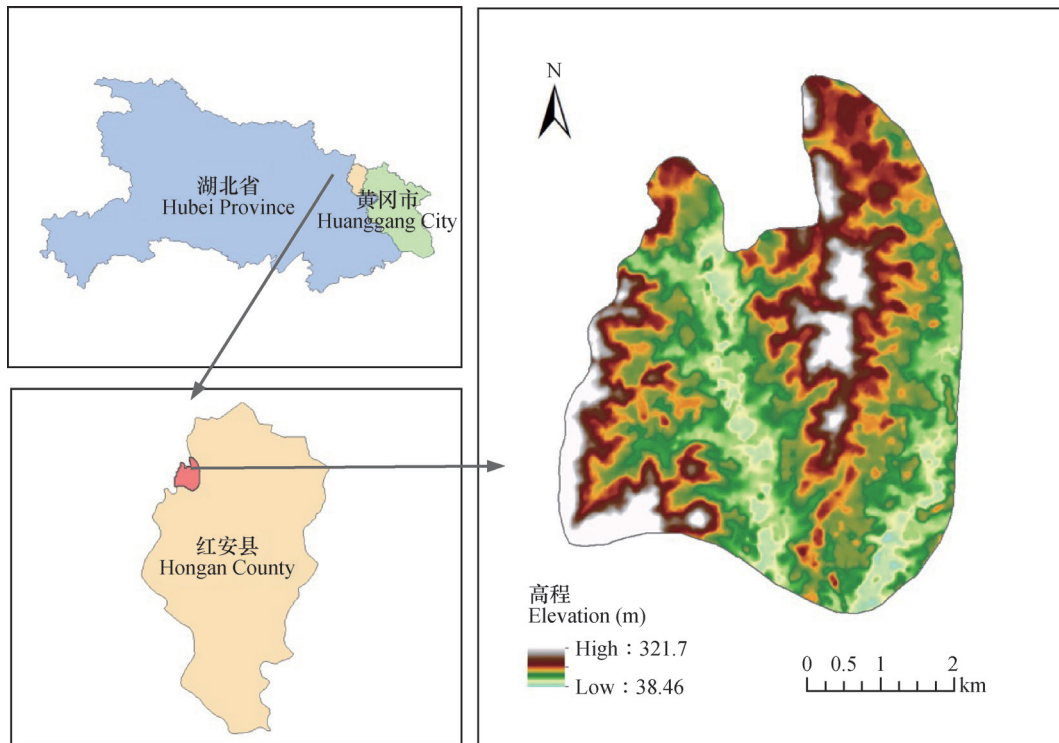 湖北省
Hubei Province
黄冈市
Huanggang City
红安县
Hongan County
N
高程
Elevation (m)
High：321.7
Low：38.46
0 0.5 1 2
km